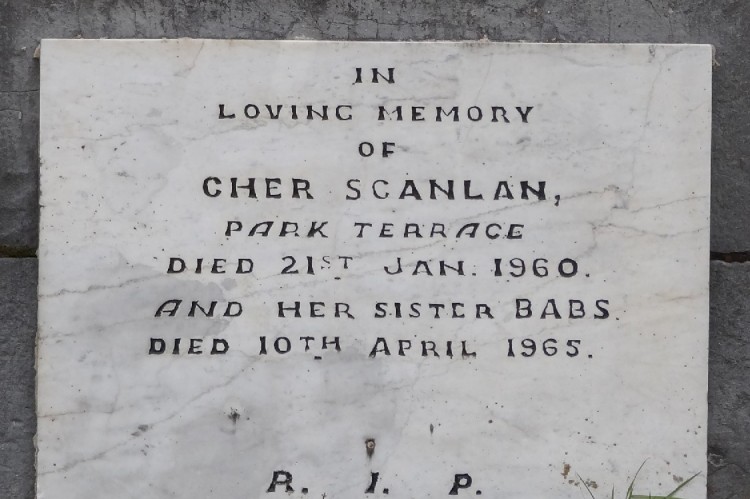 IN
LOVING MEMORY
OF
CHER SCANLAN,
PARK TERRACE
DIED 21ST JAN. 1960.
AND HER SISTER BABS.
DIED 10TH APRIL 1965.
R. I. P.